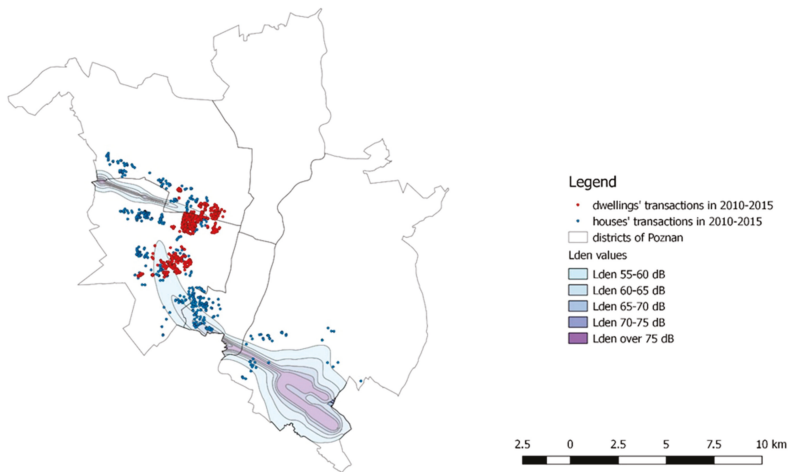 Legend
dwellings' transactions in 2010-2015
houses' transactions in 2010-2015
districts of Poznan
Lden values
Lden 55-60 dB
Lden 60-65 dB
Lden 65-70 dB
Lden 70-75 dB
Lden over 75 dB
2.5 0 2.5 5 7.5 10 km